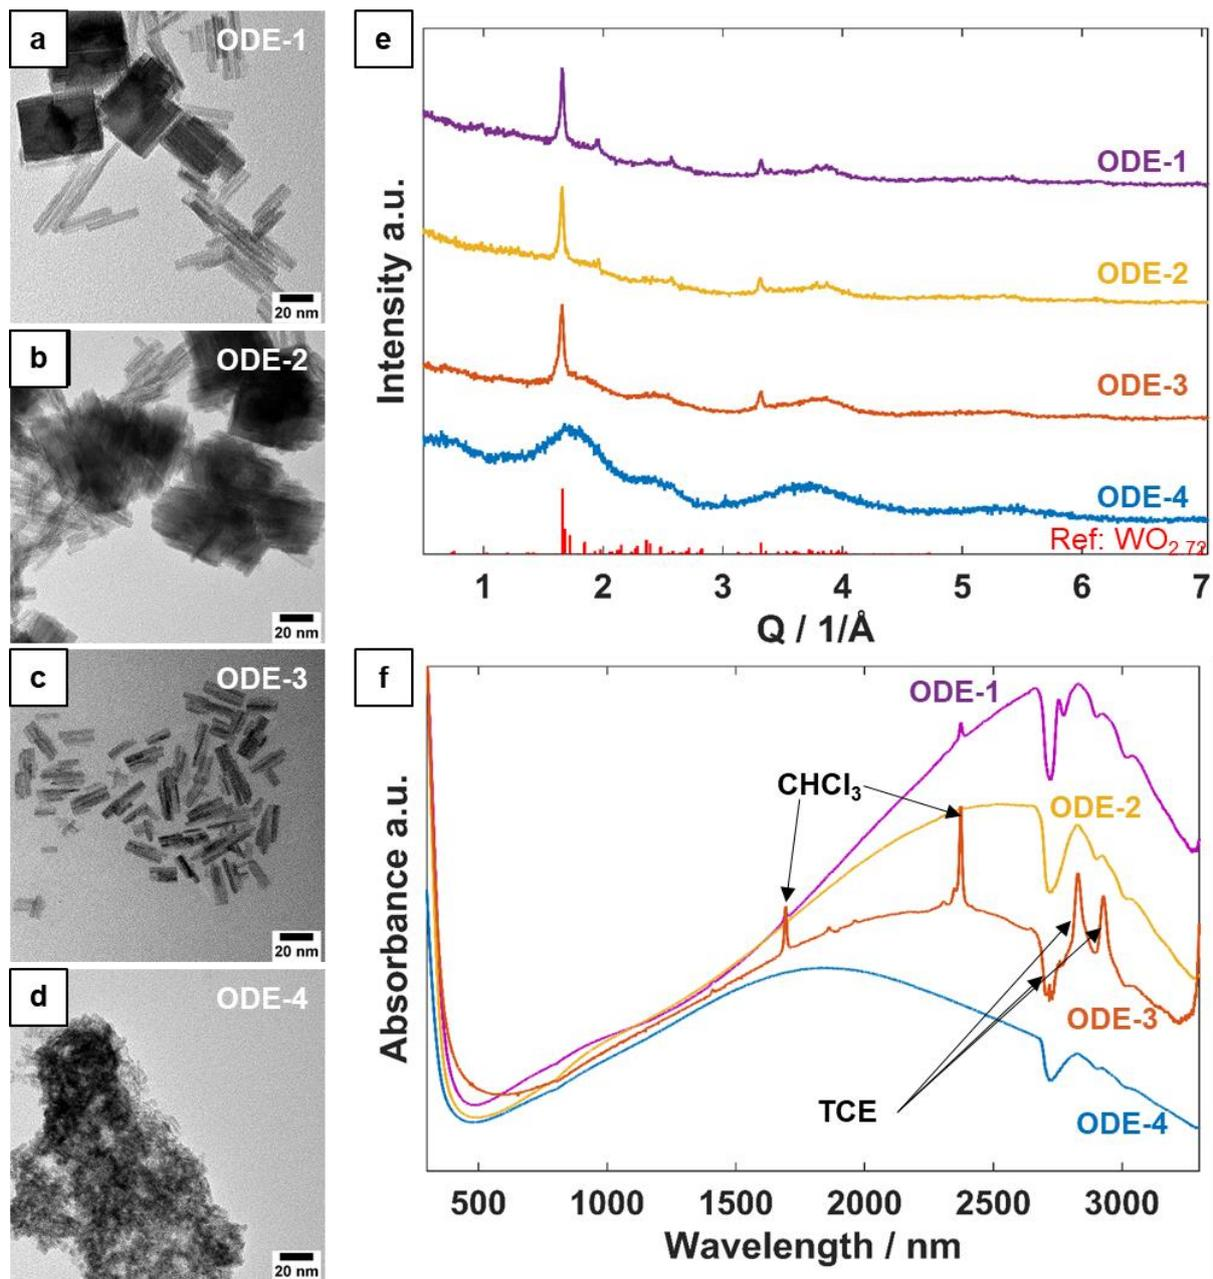 a
ODE-1
20 nm
b
ODE-2
20 nm
c
ODE-3
20 nm
d
ODE-4
20 nm
e
Intensity a.u.
ODE-1
ODE-2
ODE-3
ODE-4
Ref: WO₂.₇₂
1 2 3 4 5 6 7
Q / 1/Å
f
Absorbance a.u.
ODE-1
CHCl₃
ODE-2
ODE-3
TCE
ODE-4
500 1000 1500 2000 2500 3000
Wavelength / nm